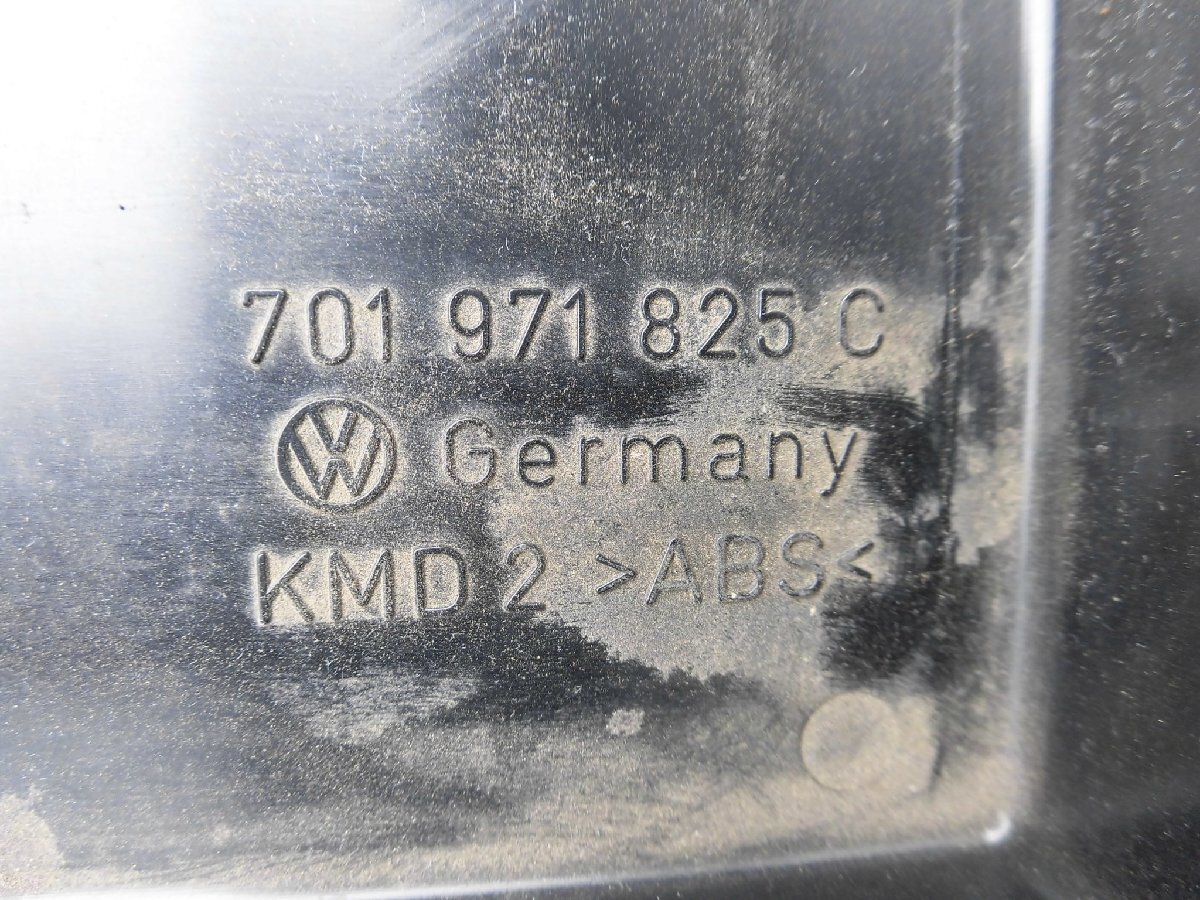 701 971 825 C
VW Germany
KMD 2 >ABS<